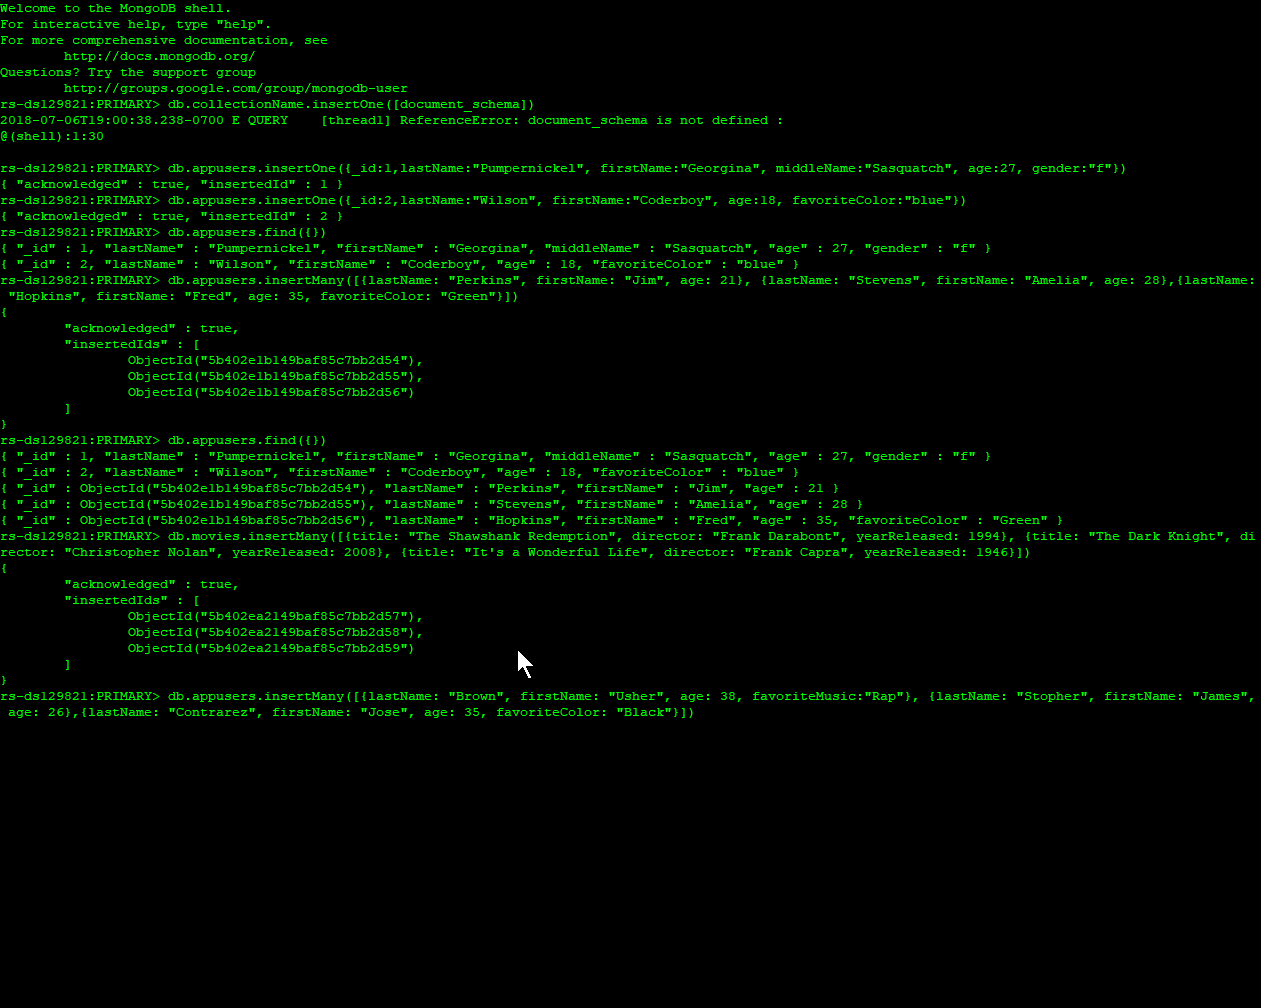 Welcome to the MongoDB shell.
For interactive help, type "help".
For more comprehensive documentation, see
        http://docs.mongodb.org/
Questions? Try the support group
        http://groups.google.com/group/mongodb-user
rs-ds129821:PRIMARY> db.collectionName.insertOne([document_schema])
2018-07-06T19:00:38.238-0700 E QUERY    [thread1] ReferenceError: document_schema is not defined :
@(shell):1:30
rs-ds129821:PRIMARY> db.appusers.insertOne({_id:1,lastName:"Pumpernickel", firstName:"Georgina", middleName:"Sasquatch", age:27, gender:"f"})
{ "acknowledged" : true, "insertedId" : 1 }
rs-ds129821:PRIMARY> db.appusers.insertOne({_id:2,lastName:"Wilson", firstName:"Coderboy", age:18, favoriteColor:"blue"})
{ "acknowledged" : true, "insertedId" : 2 }
rs-ds129821:PRIMARY> db.appusers.find({})
{ "_id" : 1, "lastName" : "Pumpernickel", "firstName" : "Georgina", "middleName" : "Sasquatch", "age" : 27, "gender" : "f" }
{ "_id" : 2, "lastName" : "Wilson", "firstName" : "Coderboy", "age" : 18, "favoriteColor" : "blue" }
rs-ds129821:PRIMARY> db.appusers.insertMany([{lastName: "Perkins", firstName: "Jim", age: 21}, {lastName: "Stevens", firstName: "Amelia", age: 28},{lastName:
 "Hopkins", firstName: "Fred", age: 35, favoriteColor: "Green"}])
{
        "acknowledged" : true,
        "insertedIds" : [
                ObjectId("5b402e1b149baf85c7bb2d54"),
                ObjectId("5b402e1b149baf85c7bb2d55"),
                ObjectId("5b402e1b149baf85c7bb2d56")
        ]
}
rs-ds129821:PRIMARY> db.appusers.find({})
{ "_id" : 1, "lastName" : "Pumpernickel", "firstName" : "Georgina", "middleName" : "Sasquatch", "age" : 27, "gender" : "f" }
{ "_id" : 2, "lastName" : "Wilson", "firstName" : "Coderboy", "age" : 18, "favoriteColor" : "blue" }
{ "_id" : ObjectId("5b402e1b149baf85c7bb2d54"), "lastName" : "Perkins", "firstName" : "Jim", "age" : 21 }
{ "_id" : ObjectId("5b402e1b149baf85c7bb2d55"), "lastName" : "Stevens", "firstName" : "Amelia", "age" : 28 }
{ "_id" : ObjectId("5b402e1b149baf85c7bb2d56"), "lastName" : "Hopkins", "firstName" : "Fred", "age" : 35, "favoriteColor" : "Green" }
rs-ds129821:PRIMARY> db.movies.insertMany([{title: "The Shawshank Redemption", director: "Frank Darabont", yearReleased: 1994}, {title: "The Dark Knight", di
rector: "Christopher Nolan", yearReleased: 2008}, {title: "It's a Wonderful Life", director: "Frank Capra", yearReleased: 1946}])
{
        "acknowledged" : true,
        "insertedIds" : [
                ObjectId("5b402ea2149baf85c7bb2d57"),
                ObjectId("5b402ea2149baf85c7bb2d58"),
                ObjectId("5b402ea2149baf85c7bb2d59")
        ]
}
rs-ds129821:PRIMARY> db.appusers.insertMany([{lastName: "Brown", firstName: "Usher", age: 38, favoriteMusic:"Rap"}, {lastName: "Stopher", firstName: "James",
 age: 26},{lastName: "Contrarez", firstName: "Jose", age: 35, favoriteColor: "Black"}])